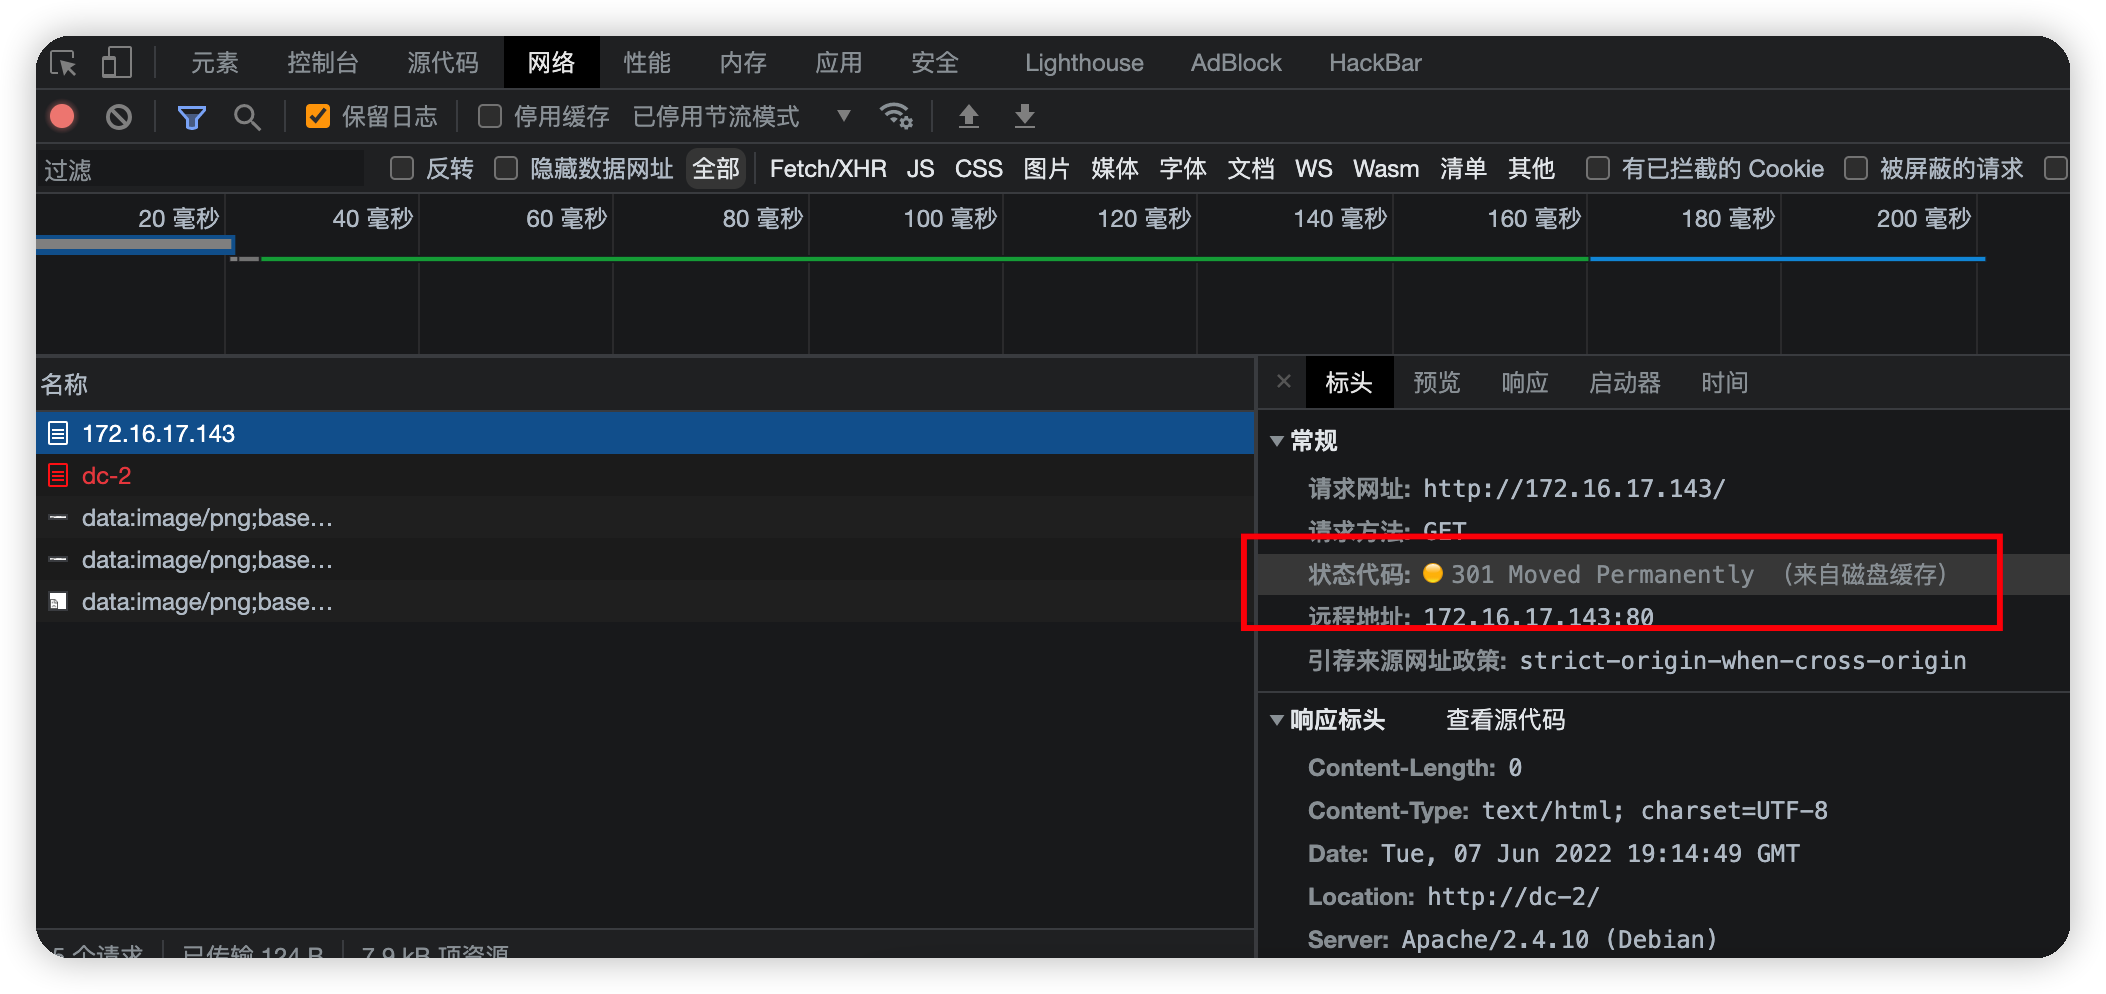 元素 控制台 源代码 网络 性能 内存 应用 安全 Lighthouse AdBlock HackBar
保留日志 停用缓存 已停用节流模式
过滤 反转 隐藏数据网址 全部 Fetch/XHR JS CSS 图片 媒体 字体 文档 WS Wasm 清单 其他 有已拦截的 Cookie 被屏蔽的请求
20 毫秒 40 毫秒 60 毫秒 80 毫秒 100 毫秒 120 毫秒 140 毫秒 160 毫秒 180 毫秒 200 毫秒
名称
172.16.17.143
dc-2
data:image/png;base…
data:image/png;base…
data:image/png;base…
5 个请求 已传输 124 B 7.9 kB 项资源
× 标头 预览 响应 启动器 时间
常规
请求网址: http://172.16.17.143/
请求方法: GET
状态代码: 301 Moved Permanently （来自磁盘缓存）
远程地址: 172.16.17.143:80
引荐来源网址政策: strict-origin-when-cross-origin
响应标头 查看源代码
Content-Length: 0
Content-Type: text/html; charset=UTF-8
Date: Tue, 07 Jun 2022 19:14:49 GMT
Location: http://dc-2/
Server: Apache/2.4.10 (Debian)